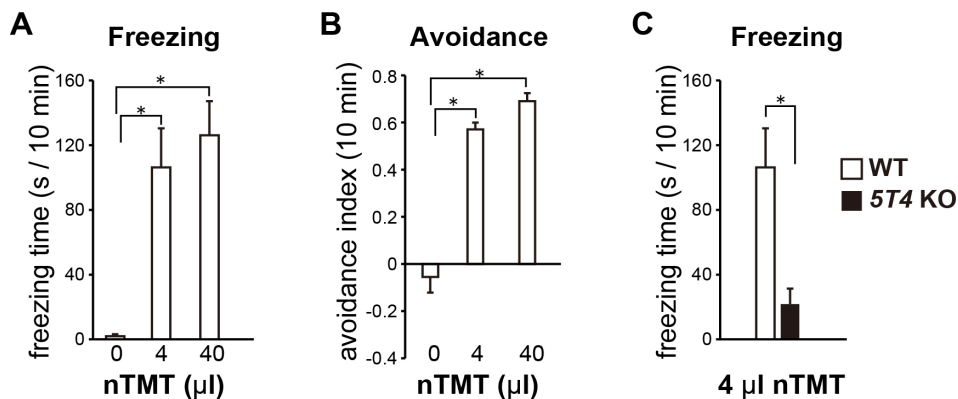 A
Freezing
freezing time (s / 10 min)
160
120
80
40
0
*
*
0 4 40
nTMT (μl)
B
Avoidance
avoidance index (10 min)
0.8
0.6
0.4
0.2
0
-0.2
-0.4
*
*
0 4 40
nTMT (μl)
C
Freezing
freezing time (s / 10 min)
160
120
80
40
0
*
4 μl nTMT
WT
5T4 KO